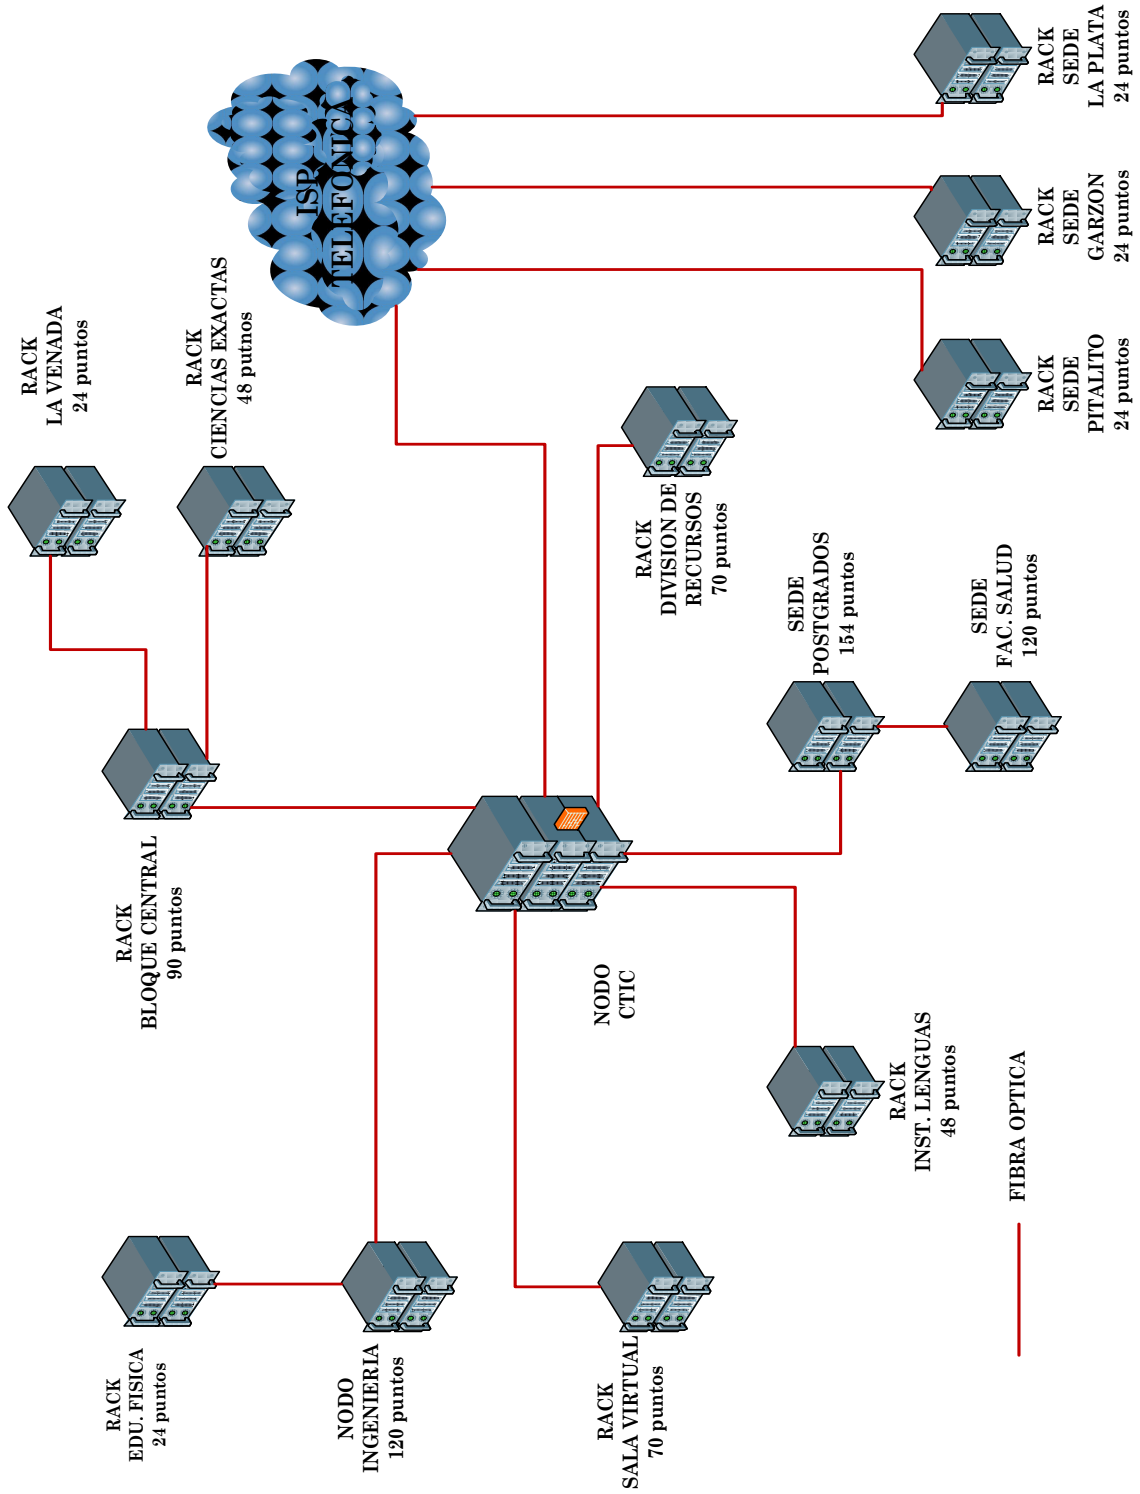 RACK
LA VENADA
24 puntos
RACK
EDU. FISICA
24 puntos
RACK
BLOQUE CENTRAL
90 puntos
RACK
CIENCIAS EXACTAS
48 putnos
ISP
TELEFONICA
NODO
INGENIERIA
120 puntos
RACK
SALA VIRTUAL
70 puntos
NODO
CTIC
RACK
DIVISION DE
RECURSOS
70 puntos
SEDE
POSTGRADOS
154 puntos
RACK
INST. LENGUAS
48 puntos
SEDE
FAC. SALUD
120 puntos
FIBRA OPTICA
RACK
SEDE
PITALITO
24 puntos
RACK
SEDE
GARZON
24 puntos
RACK
SEDE
LA PLATA
24 puntos